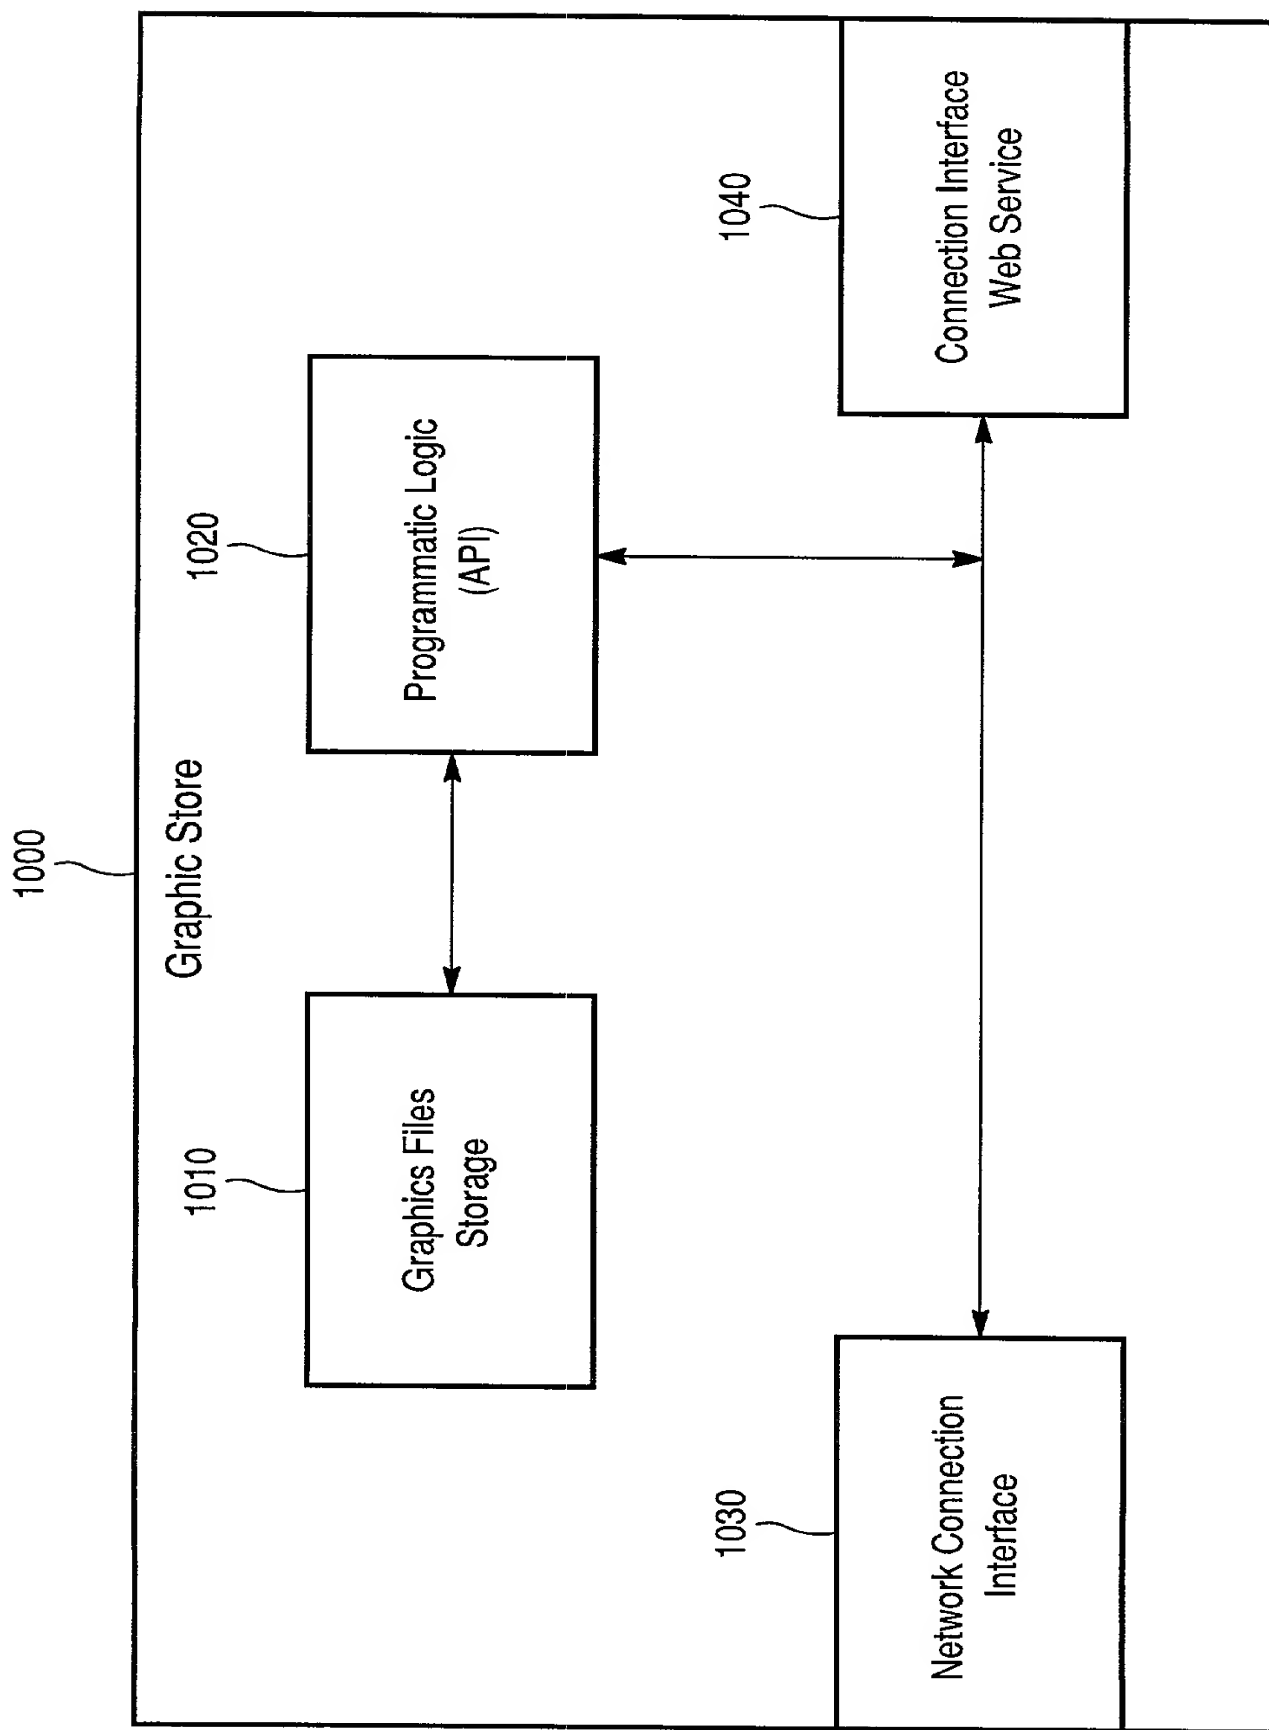 1000
Graphic Store
1010
Graphics Files
Storage
1020
Programmatic Logic
(API)
1030
Network Connection
Interface
1040
Connection Interface
Web Service